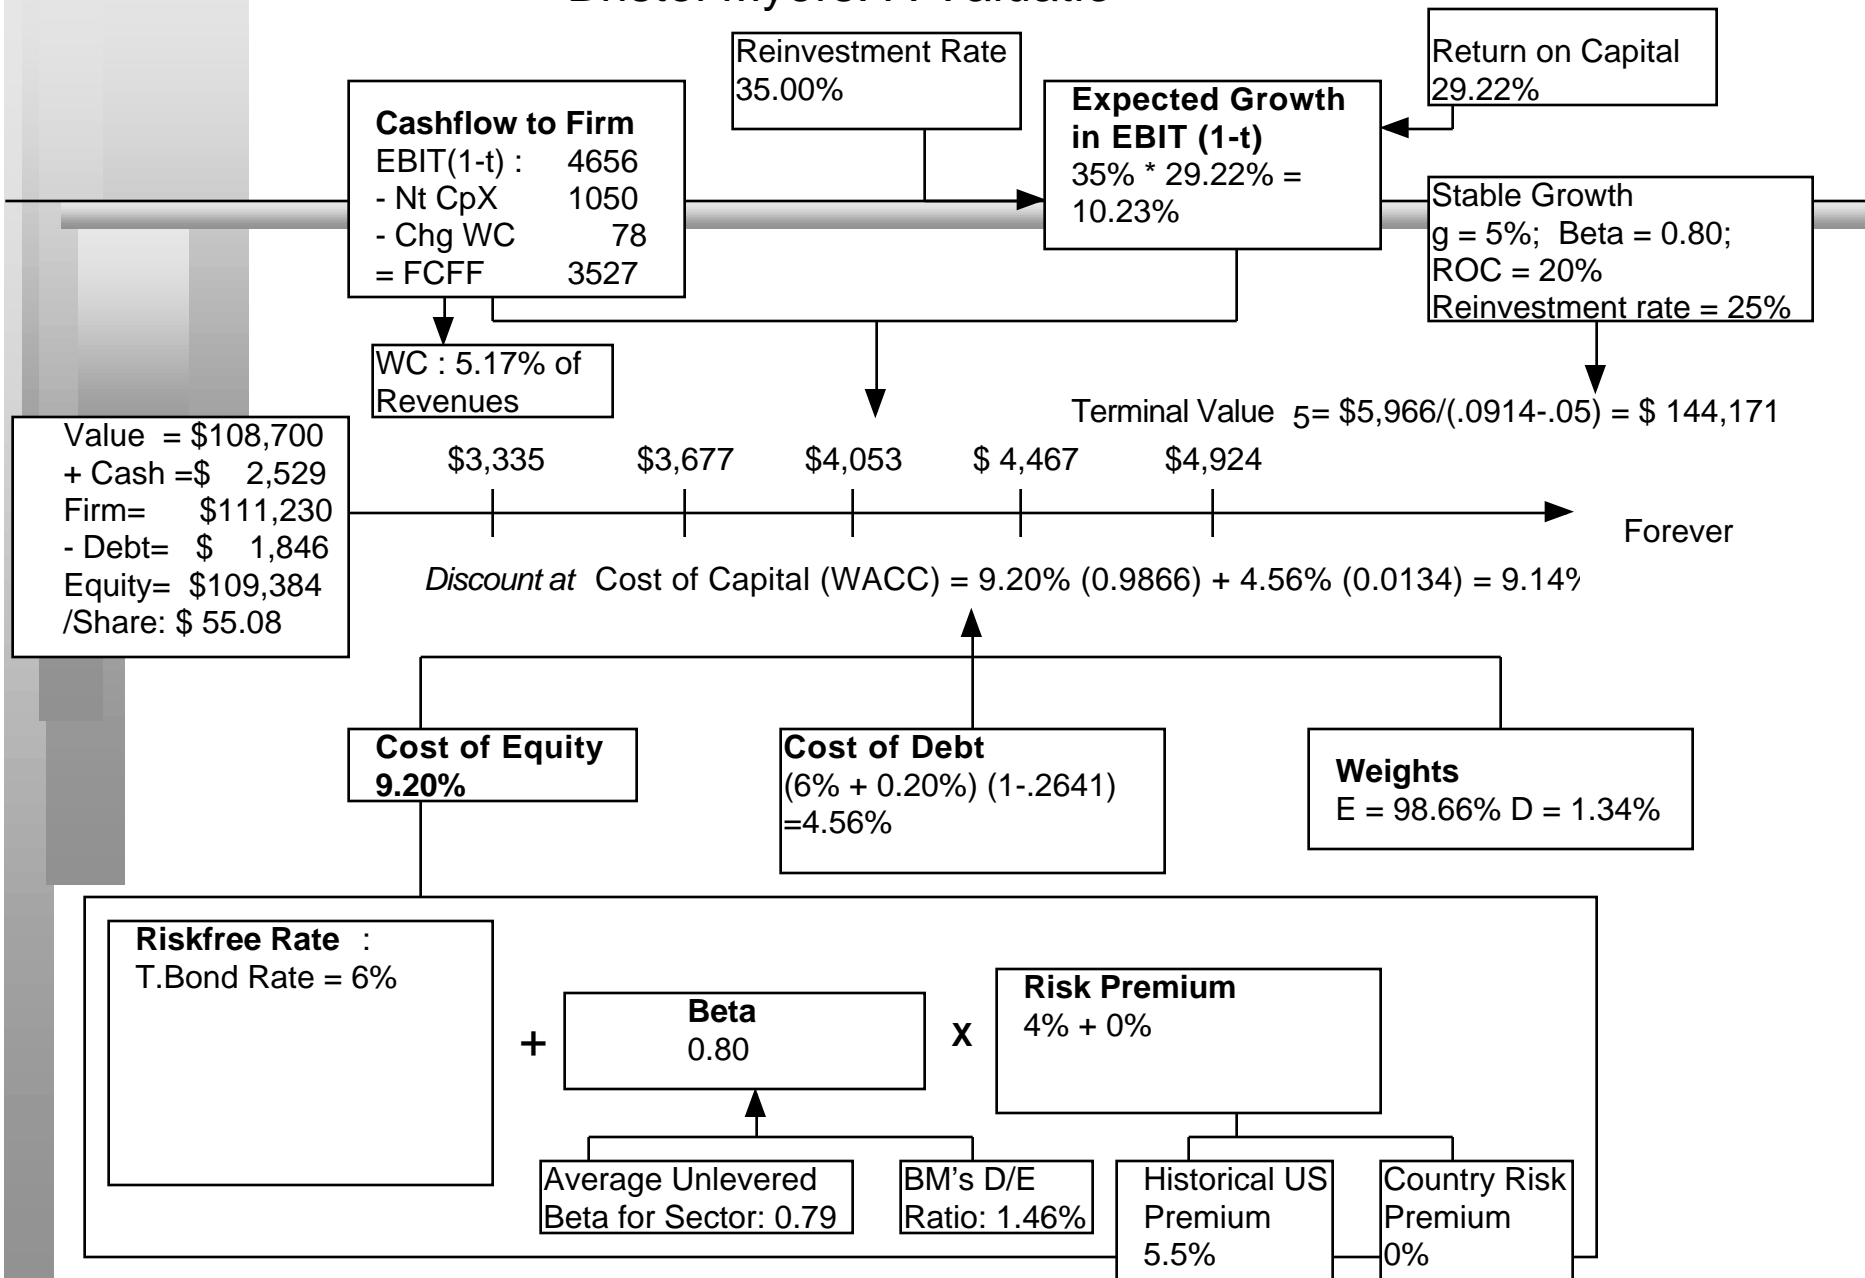 Reinvestment Rate
35.00%
Return on Capital
29.22%
Cashflow to Firm
EBIT(1-t) : 4656
- Nt CpX 1050
- Chg WC 78
= FCFF 3527
Expected Growth
in EBIT (1-t)
35% * 29.22% =
10.23%
Stable Growth
g = 5%; Beta = 0.80;
ROC = 20%
Reinvestment rate = 25%
WC : 5.17% of
Revenues
Terminal Value 5= $5,966/(.0914-.05) = $ 144,171
Value = $108,700
+ Cash =$ 2,529
Firm= $111,230
- Debt= $ 1,846
Equity= $109,384
/Share: $ 55.08
$3,335 $3,677 $4,053 $ 4,467 $4,924
Forever
Discount at Cost of Capital (WACC) = 9.20% (0.9866) + 4.56% (0.0134) = 9.14%
Cost of Equity
9.20%
Cost of Debt
(6% + 0.20%) (1-.2641)
=4.56%
Weights
E = 98.66% D = 1.34%
Riskfree Rate :
T.Bond Rate = 6%
+
Beta
0.80
X
Risk Premium
4% + 0%
Average Unlevered
Beta for Sector: 0.79
BM’s D/E
Ratio: 1.46%
Historical US
Premium
5.5%
Country Risk
Premium
0%